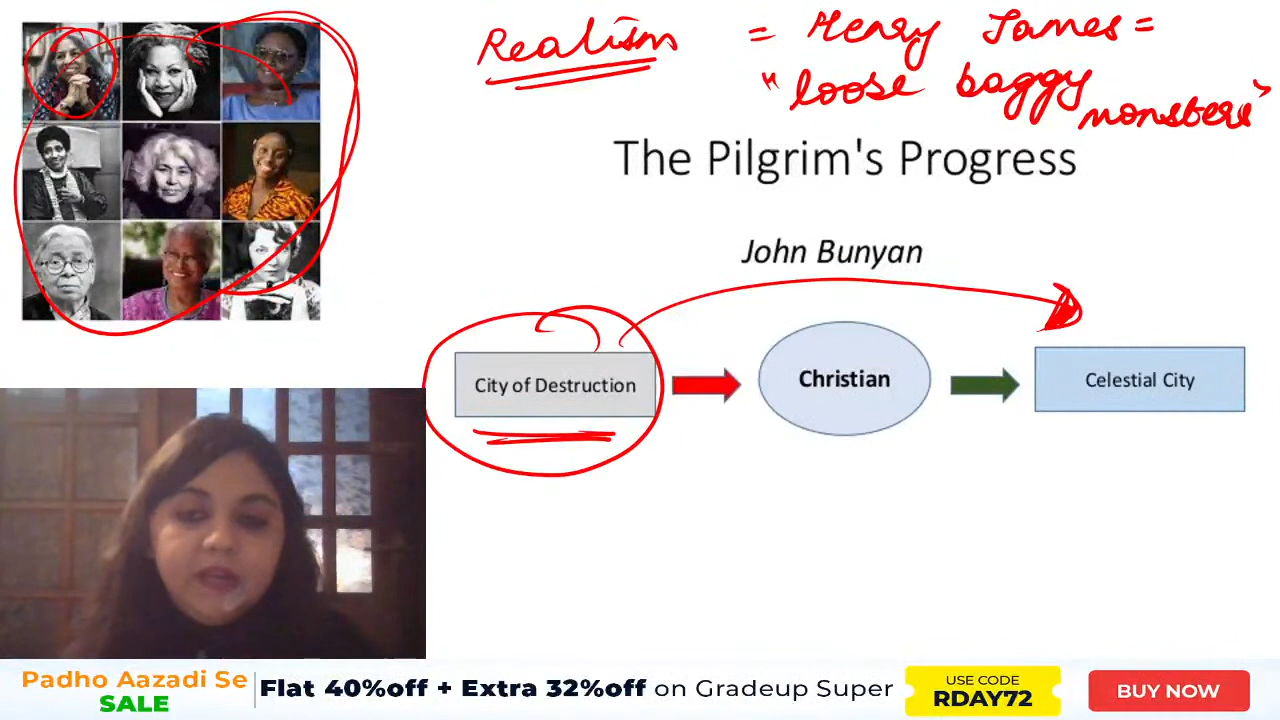 Realism = Henry James =
"loose baggy
monsters"
The Pilgrim's Progress
John Bunyan
City of Destruction
Christian
Celestial City
Padho Aazadi Se
SALE
Flat 40%off + Extra 32%off on Gradeup Super
USE CODE
RDAY72
BUY NOW